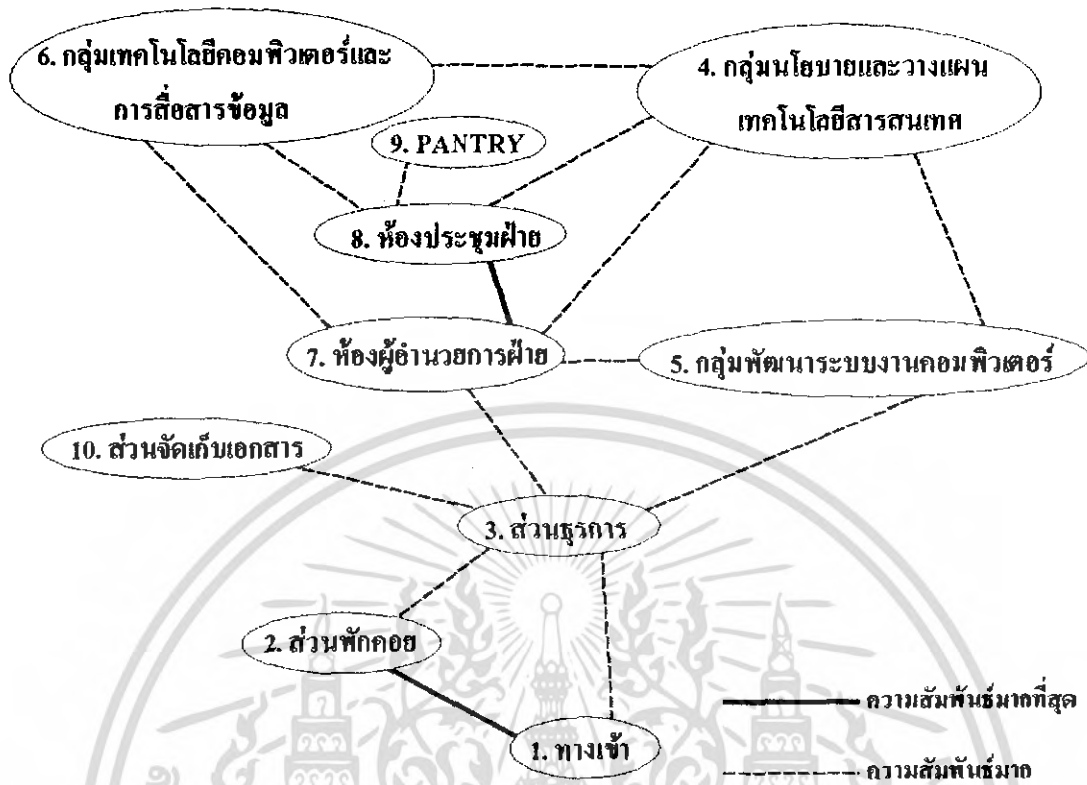 6. กลุ่มเทคโนโลยีคอมพิวเตอร์และ
การสื่อสารข้อมูล
4. กลุ่มนโยบายและวางแผน
เทคโนโลยีสารสนเทศ
9. PANTRY
8. ห้องประชุมฝ่าย
7. ห้องผู้อำนวยการฝ่าย
5. กลุ่มพัฒนาระบบงานคอมพิวเตอร์
10. ส่วนจัดเก็บเอกสาร
3. ส่วนธุรการ
2. ส่วนพักคอย
1. ทางเข้า
ความสัมพันธ์มากที่สุด
ความสัมพันธ์มาก